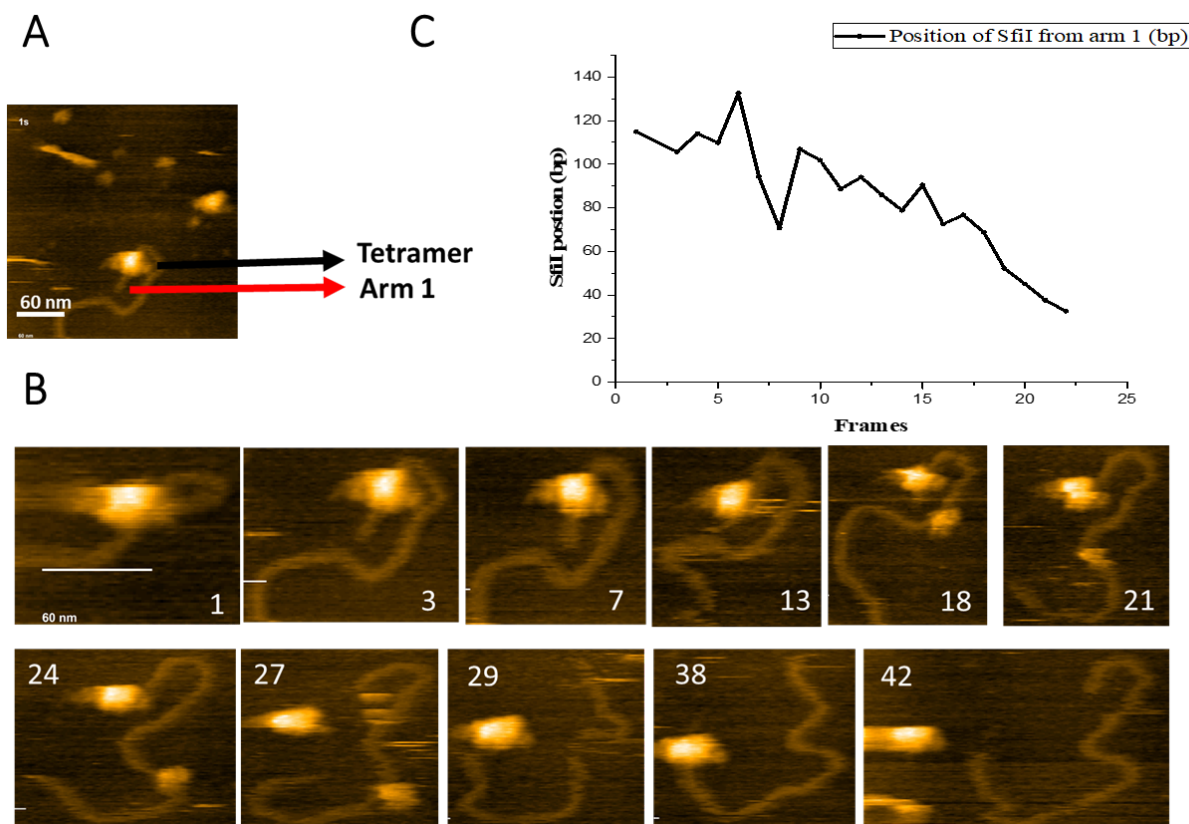 A
1s
60 nm
60 nm
Tetramer
Arm 1
C
Position of SfiI from arm 1 (bp)
SfiI postion (bp)
140
120
100
80
60
40
20
0
0 5 10 15 20 25
Frames
B
60 nm
1
3
7
13
18
21
24
27
29
38
42